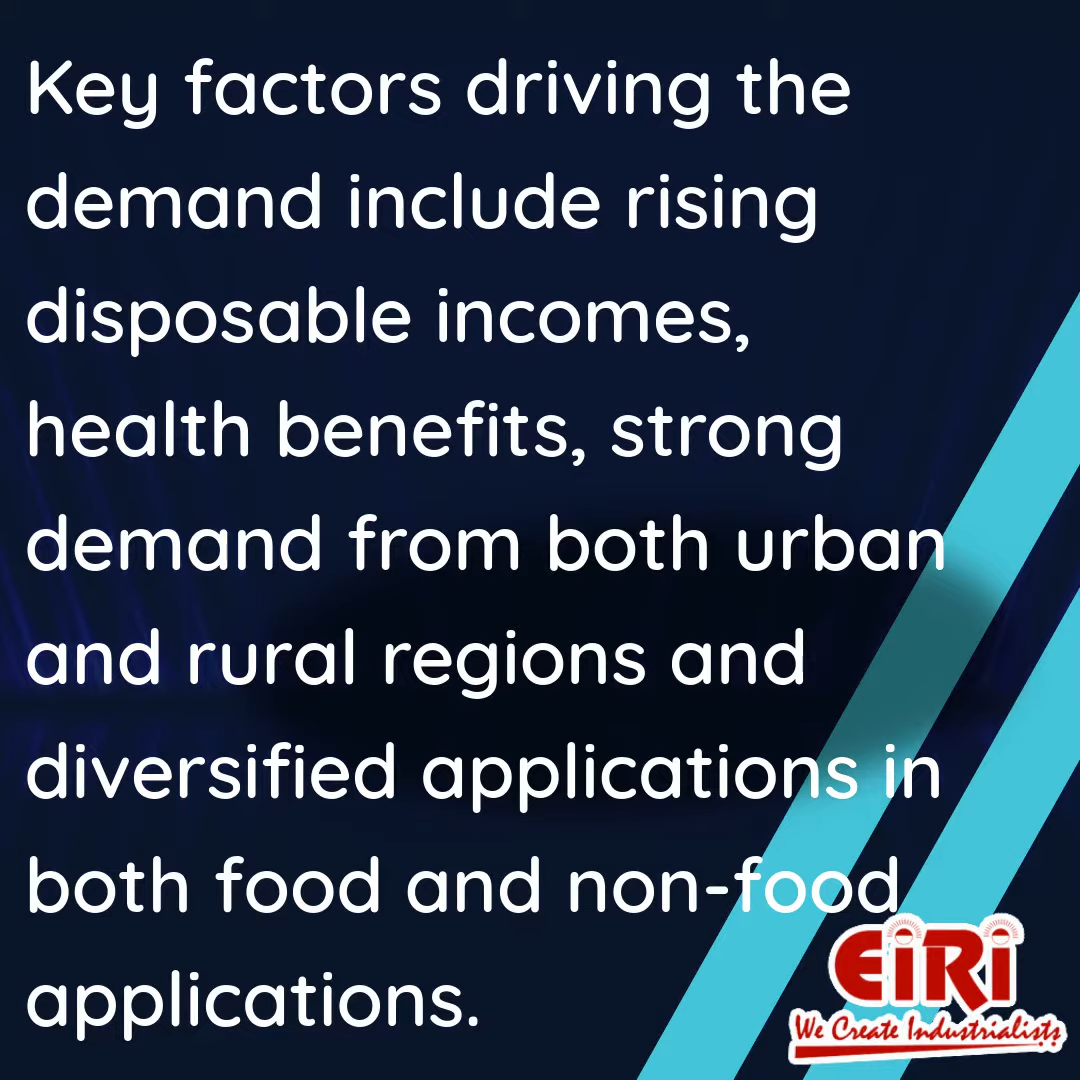 Key factors driving the
demand include rising
disposable incomes,
health benefits, strong
demand from both urban
and rural regions and
diversified applications in
both food and non-food
applications.
EiRi
We Create Industrialists